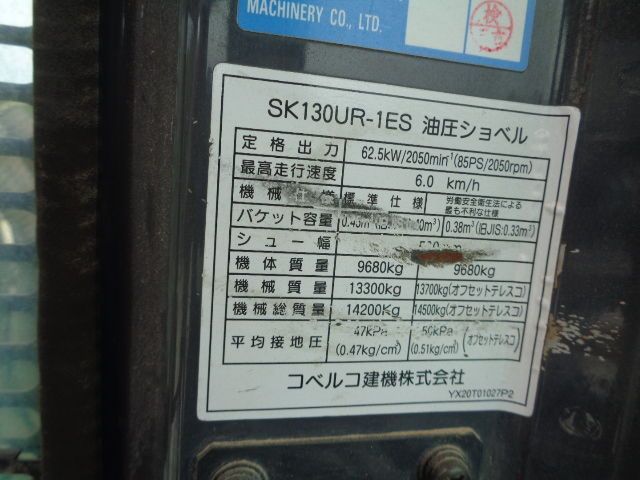 MACHINERY CO., LTD.
検
SK130UR-1ES 油圧ショベル
定格出力 62.5kW/2050min⁻¹(85PS/2050rpm)
最高走行速度 6.0 km/h
機械 仕様 標準仕様 労働安全衛生法による
最も不利な仕様
バケット容量 0.45m³ 0.38m³(旧JIS:0.33m³)
シュー幅
機体質量 9680kg 9680kg
機械質量 13300kg 13700kg(オフセットテレスコ)
機械総質量 14200Kg 14500kg(オフセットテレスコ)
平均接地圧 47kPa (0.47kg/cm²) 50kPa (0.51kg/cm²) (オフセットテレスコ)
コベルコ建機株式会社
YX20T01027P2